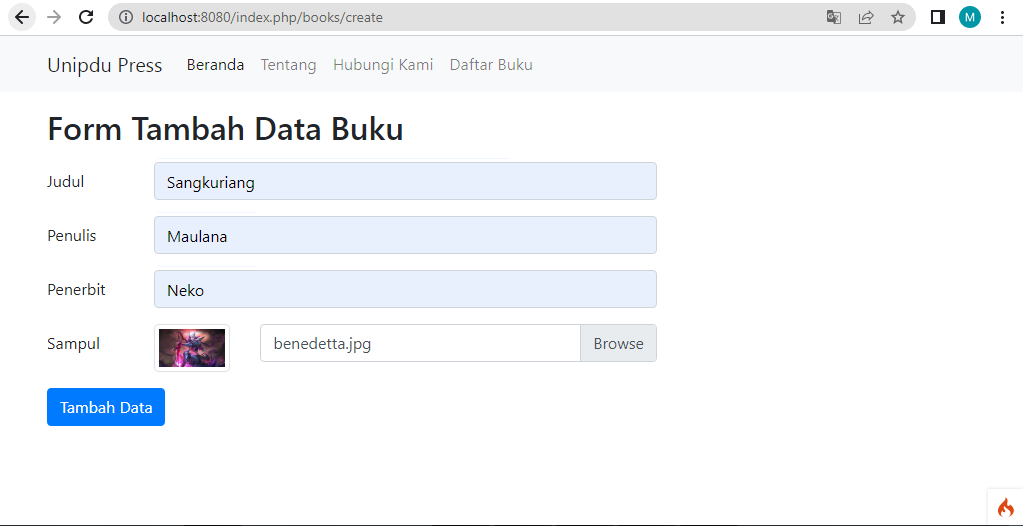 localhost:8080/index.php/books/create
M
Unipdu Press Beranda Tentang Hubungi Kami Daftar Buku
Form Tambah Data Buku
Judul Sangkuriang
Penulis Maulana
Penerbit Neko
Sampul benedetta.jpg Browse
Tambah Data